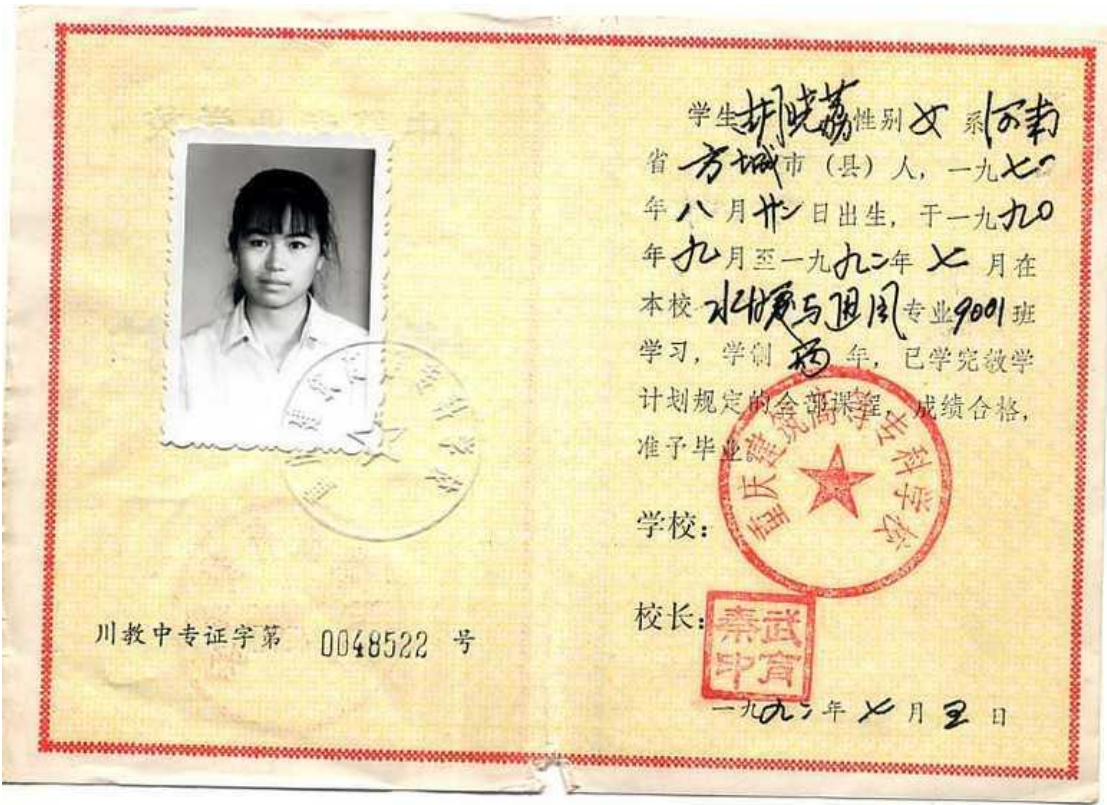 川教中专证字第 0048522 号
学生胡晓荔性别女 系河南
省方城市（县）人，一九七一
年八月廿二日出生，于一九九〇
年九月至一九九二年七月在
本校 水暖与通风专业9001班
学习，学制 两 年，已学完教学
计划规定的全部课程，成绩合格，
准予毕业。
学校：
重庆建筑高等专科学校
校长：
武育
秦印
一九九二年七月五日